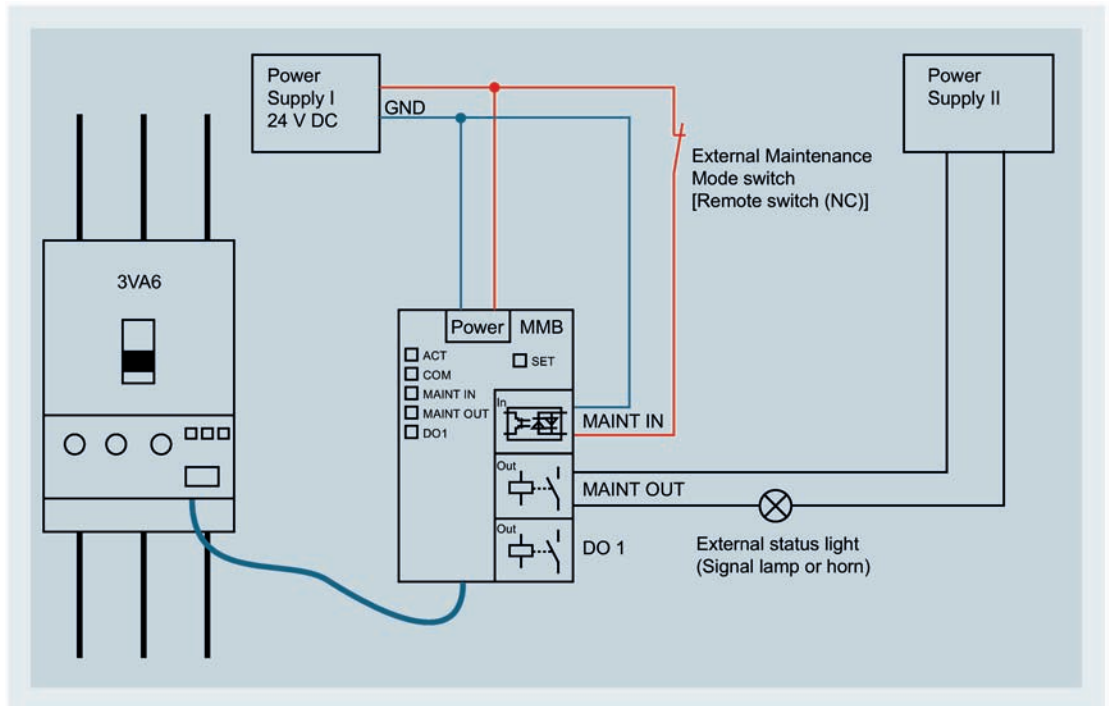 Power
Supply I
24 V DC
GND
Power
Supply II
External Maintenance
Mode switch
[Remote switch (NC)]
3VA6
Power
MMB
ACT
SET
COM
MAINT IN
MAINT OUT
DO1
In
MAINT IN
Out
MAINT OUT
Out
DO 1
External status light
(Signal lamp or horn)